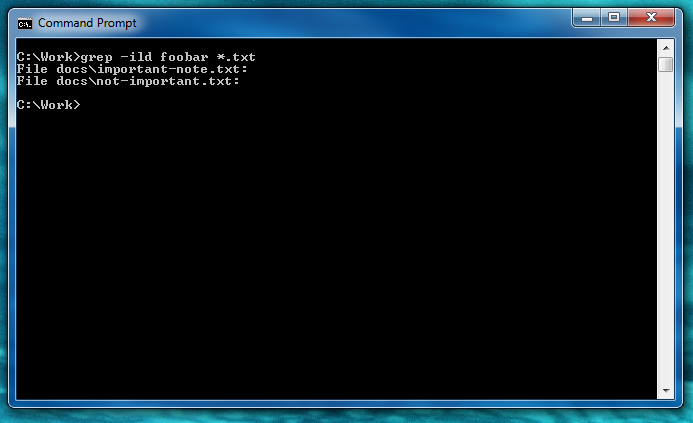 Command Prompt
C:\Work>grep -ild foobar *.txt
File docs\important-note.txt:
File docs\not-important.txt:
C:\Work>